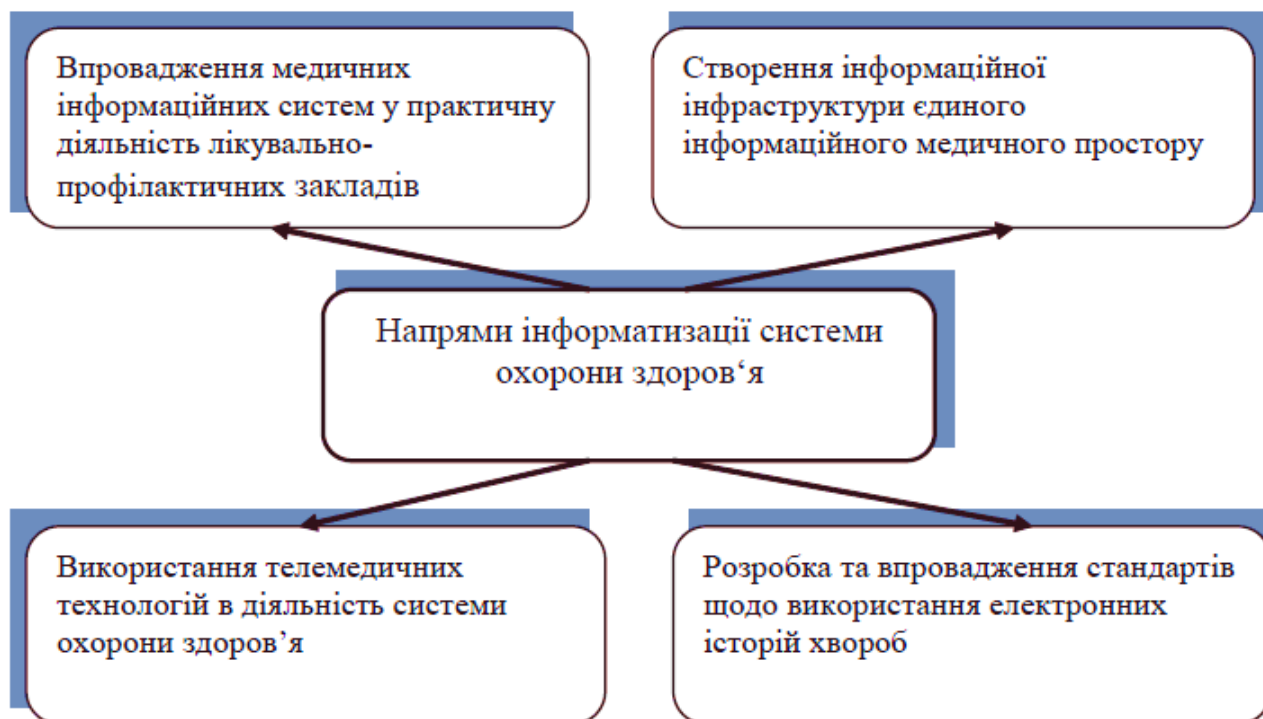 Впровадження медичних
інформаційних систем у практичну
діяльність лікувально-
профілактичних закладів
Створення інформаційної
інфраструктури єдиного
інформаційного медичного простору
Напрями інформатизації системи
охорони здоров‘я
Використання телемедичних
технологій в діяльність системи
охорони здоров’я
Розробка та впровадження стандартів
щодо використання електронних
історій хвороб